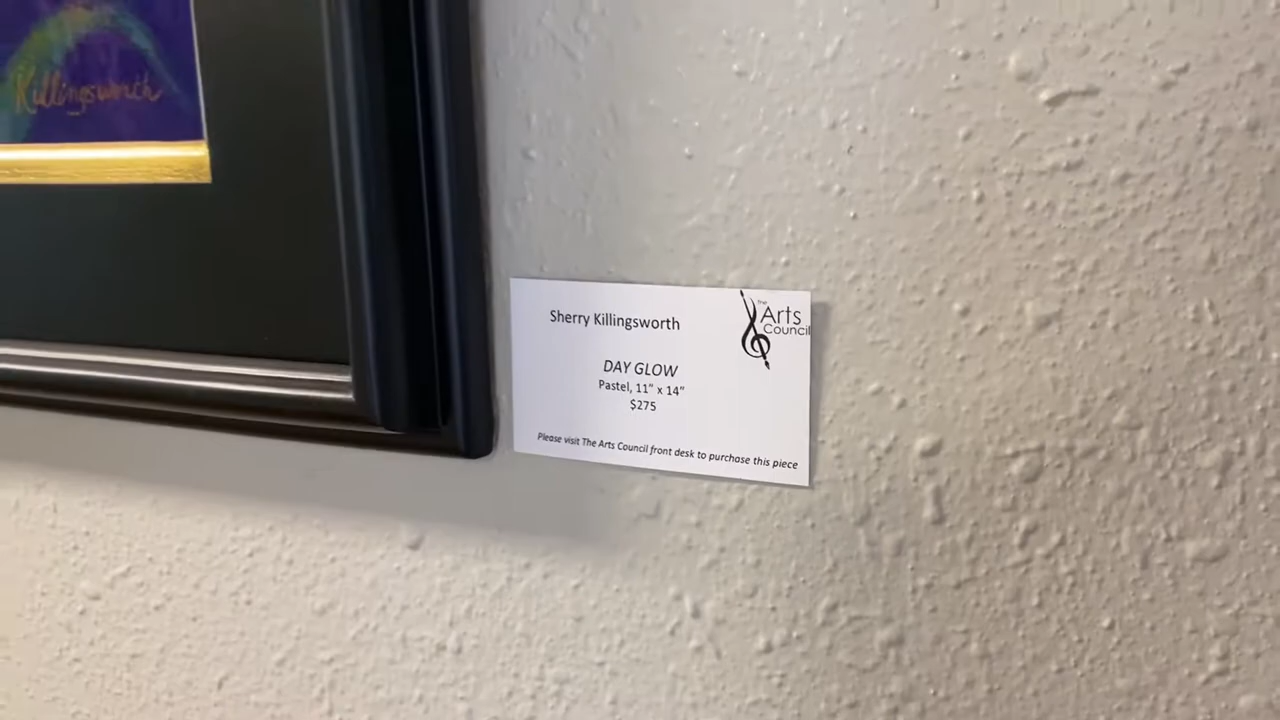 Killingsworth
Sherry Killingsworth
The
Arts
Council
DAY GLOW
Pastel, 11" x 14"
$275
Please visit The Arts Council front desk to purchase this piece